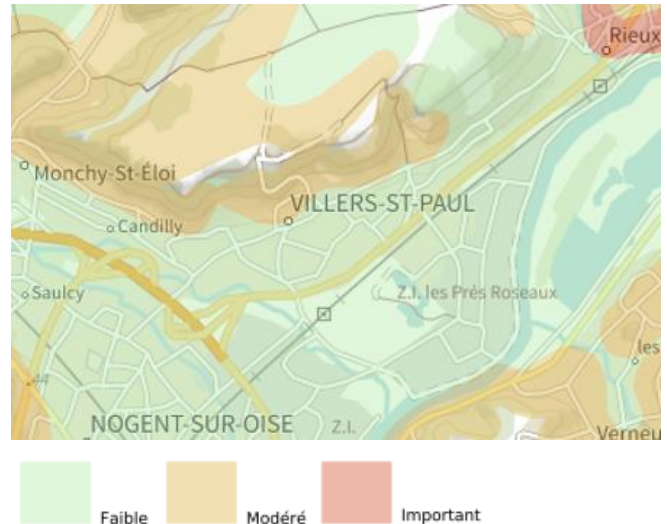 Rieux
Monchy-St-Éloi
VILLERS-ST-PAUL
Candilly
Saulcy
Z.I. les Prés Roseaux
les
44
NOGENT-SUR-OISE
Z.I.
Verneu
Faible
Modéré
Important